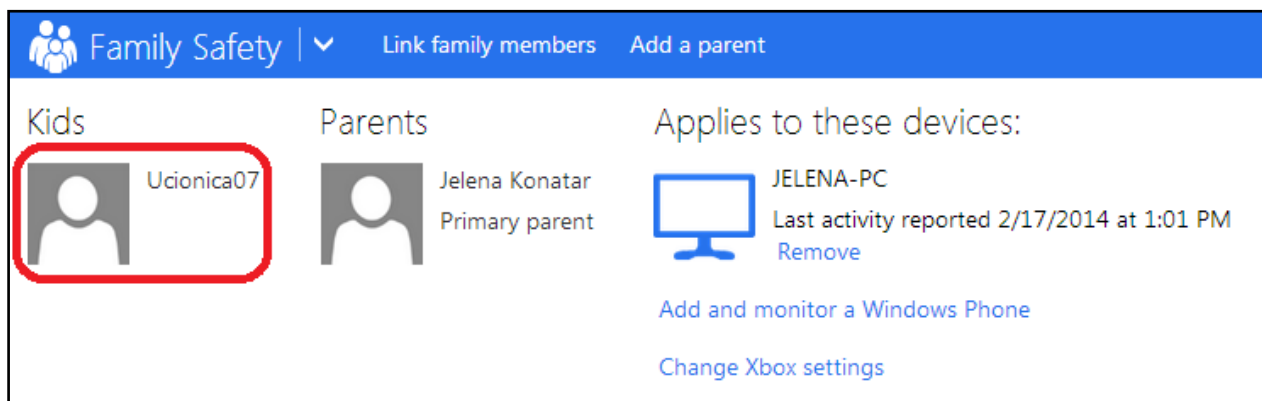 Family Safety Link family members Add a parent
Kids
Ucionica07
Parents
Jelena Konatar
Primary parent
Applies to these devices:
JELENA-PC
Last activity reported 2/17/2014 at 1:01 PM
Remove
Add and monitor a Windows Phone
Change Xbox settings